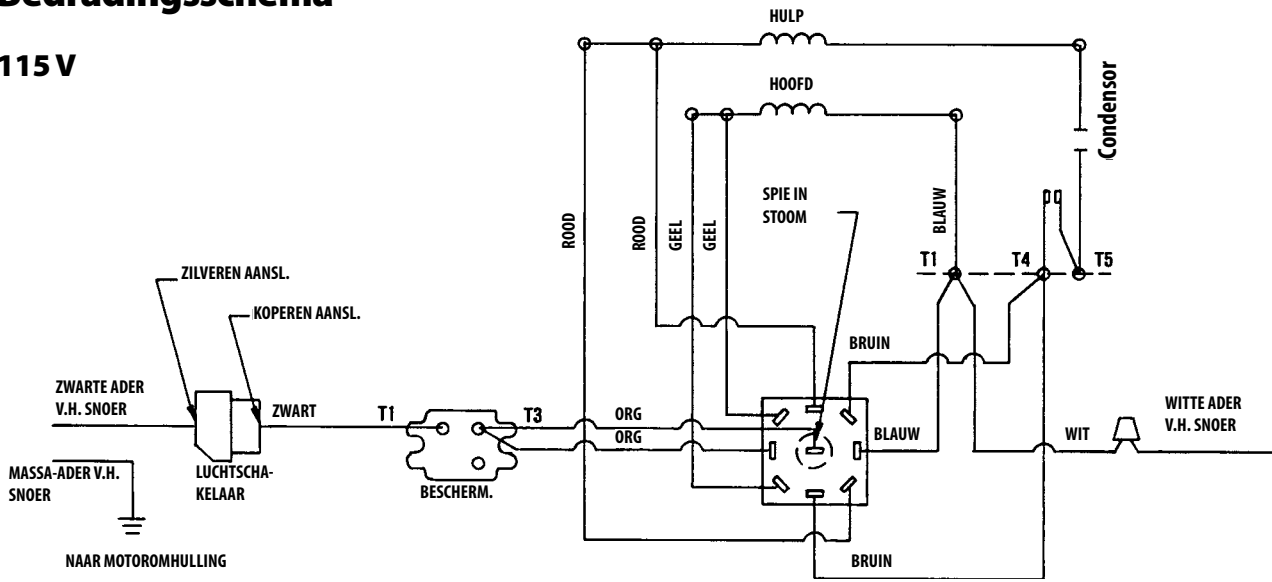 Bedradingsschema
115 V
HULP
HOOFD
Condensor
SPIE IN
STOOM
ROOD
ROOD
GEEL
GEEL
BLAUW
T1
T4
T5
ZILVEREN AANSL.
KOPEREN AANSL.
BRUIN
ZWARTE ADER
V.H. SNOER
ZWART
T1
T3
ORG
ORG
BLAUW
WIT
WITTE ADER
V.H. SNOER
MASSA-ADER V.H.
SNOER
LUCHTSCHA-
KELAAR
BESCHERM.
NAAR MOTOROMHULLING
BRUIN